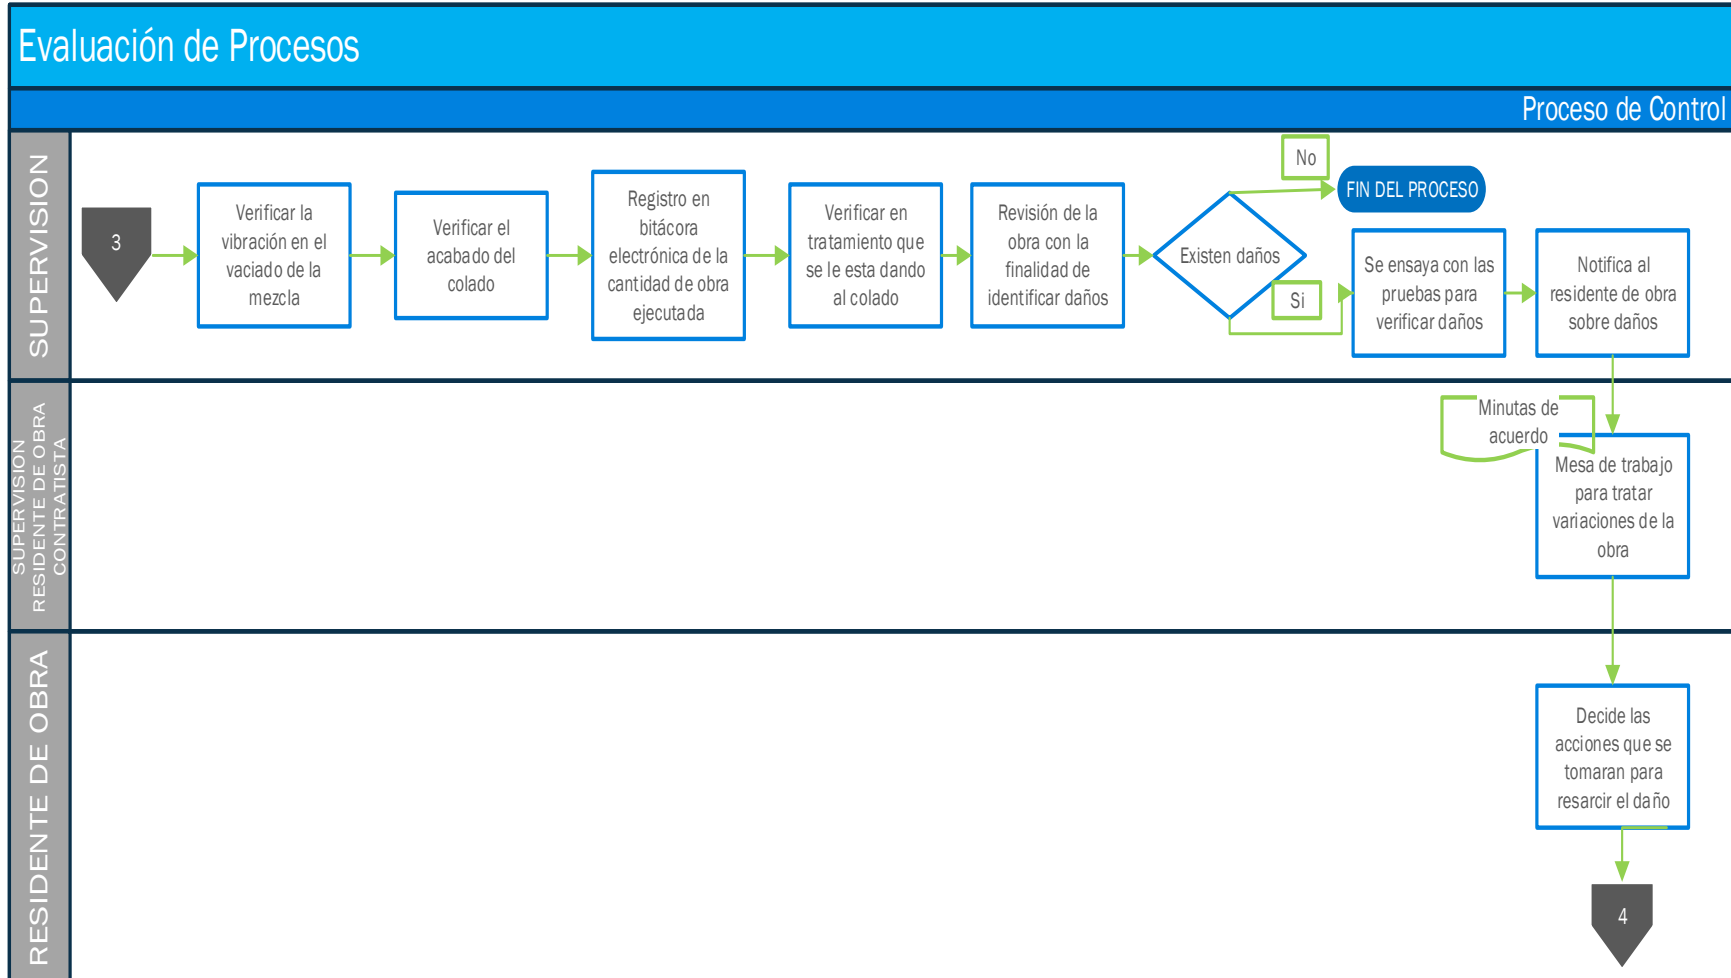 Evaluación de Procesos
Proceso de Control
SUPERVISION
3
Verificar la
vibración en el
vaciado de la
mezcla
Verificar el
acabado del
colado
Registro en
bitácora
electrónica de la
cantidad de obra
ejecutada
Verificar en
tratamiento que
se le esta dando
al colado
Revisión de la
obra con la
finalidad de
identificar daños
Existen daños
No
FIN DEL PROCESO
Si
Se ensaya con las
pruebas para
verificar daños
Notifica al
residente de obra
sobre daños
SUPERVISION
RESIDENTE DE OBRA
CONTRATISTA
Minutas de
acuerdo
Mesa de trabajo
para tratar
variaciones de la
obra
RESIDENTE DE OBRA
Decide las
acciones que se
tomaran para
resarcir el daño
4